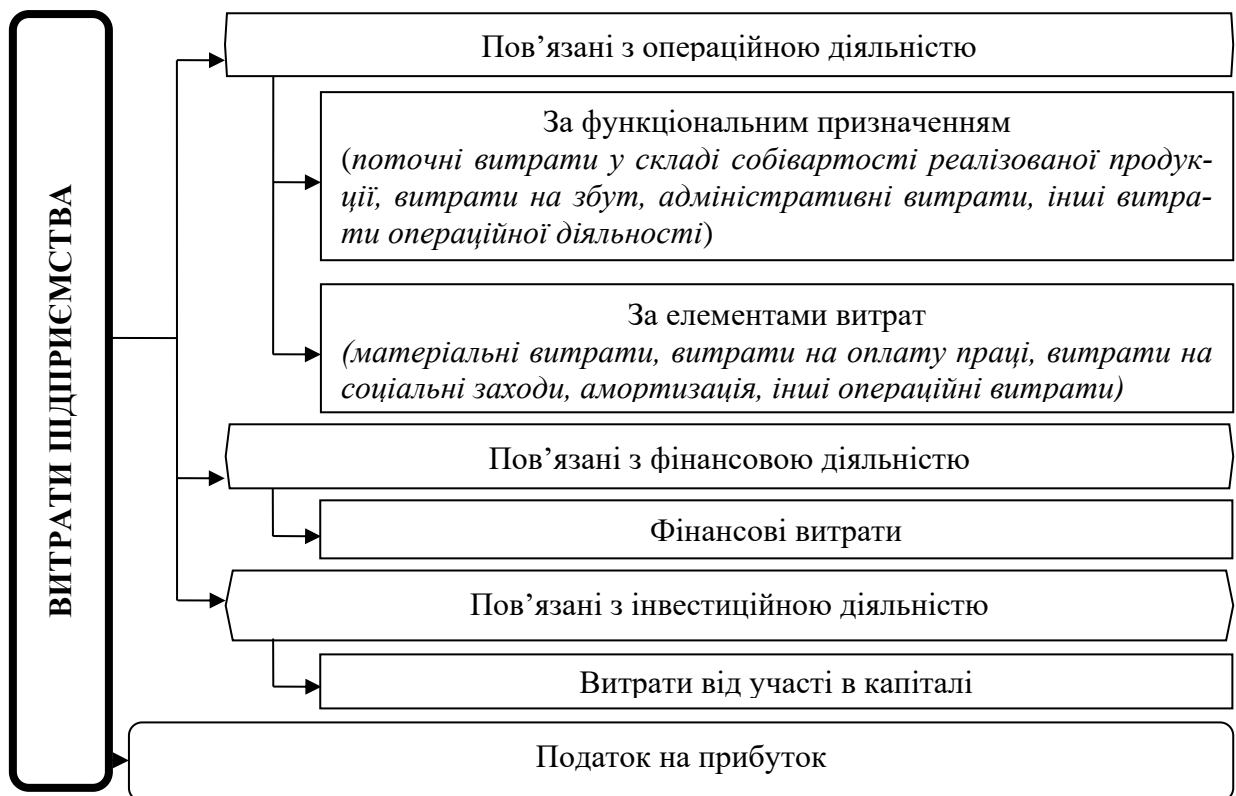 ВИТРАТИ ПІДПРИЄМСТВА
Пов’язані з операційною діяльністю
За функціональним призначенням
(поточні витрати у складі собівартості реалізованої продук-
ції, витрати на збут, адміністративні витрати, інші витра-
ти операційної діяльності)
За елементами витрат
(матеріальні витрати, витрати на оплату праці, витрати на
соціальні заходи, амортизація, інші операційні витрати)
Пов’язані з фінансовою діяльністю
Фінансові витрати
Пов’язані з інвестиційною діяльністю
Витрати від участі в капіталі
Податок на прибуток